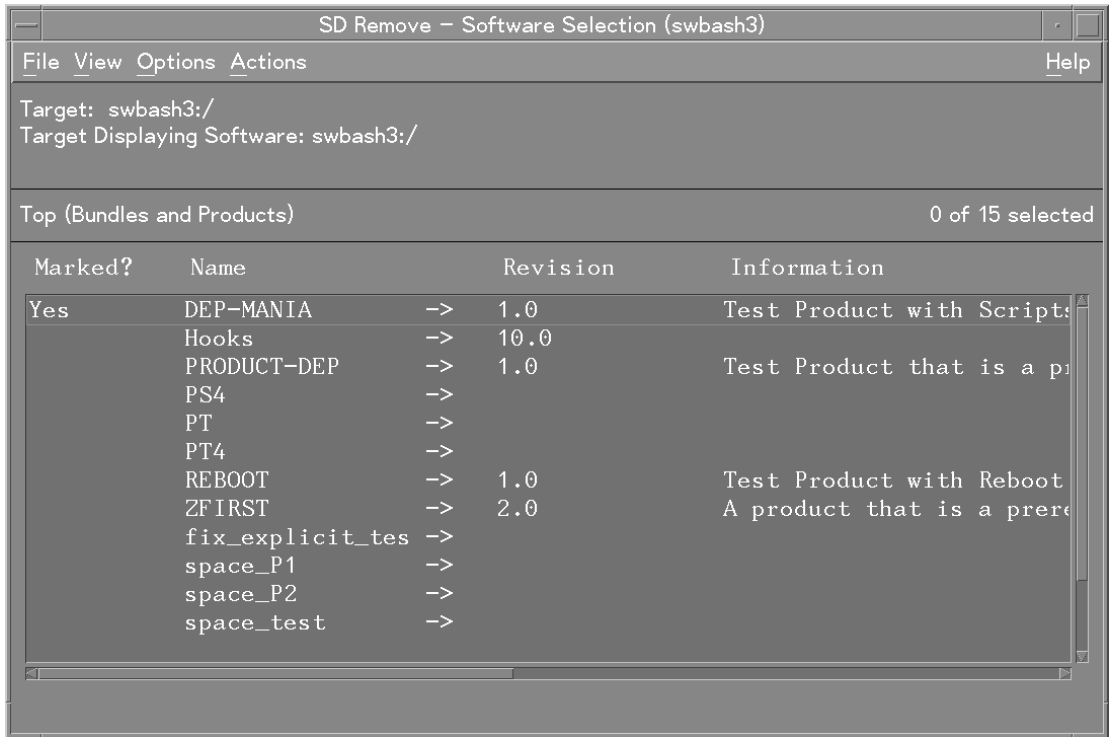 SD Remove - Software Selection (swbash3)
File View Options Actions Help
Target: swbash3:/
Target Displaying Software: swbash3:/
Top (Bundles and Products) 0 of 15 selected
Marked? Name Revision Information
Yes DEP-MANIA -> 1.0 Test Product with Scripts
Hooks -> 10.0
PRODUCT-DEP -> 1.0 Test Product that is a
PS4 ->
PT ->
PT4 ->
REBOOT -> 1.0 Test Product with Reboot
ZFIRST -> 2.0 A product that is a
fix_explicit_tes ->
space_P1 ->
space_P2 ->
space_test ->